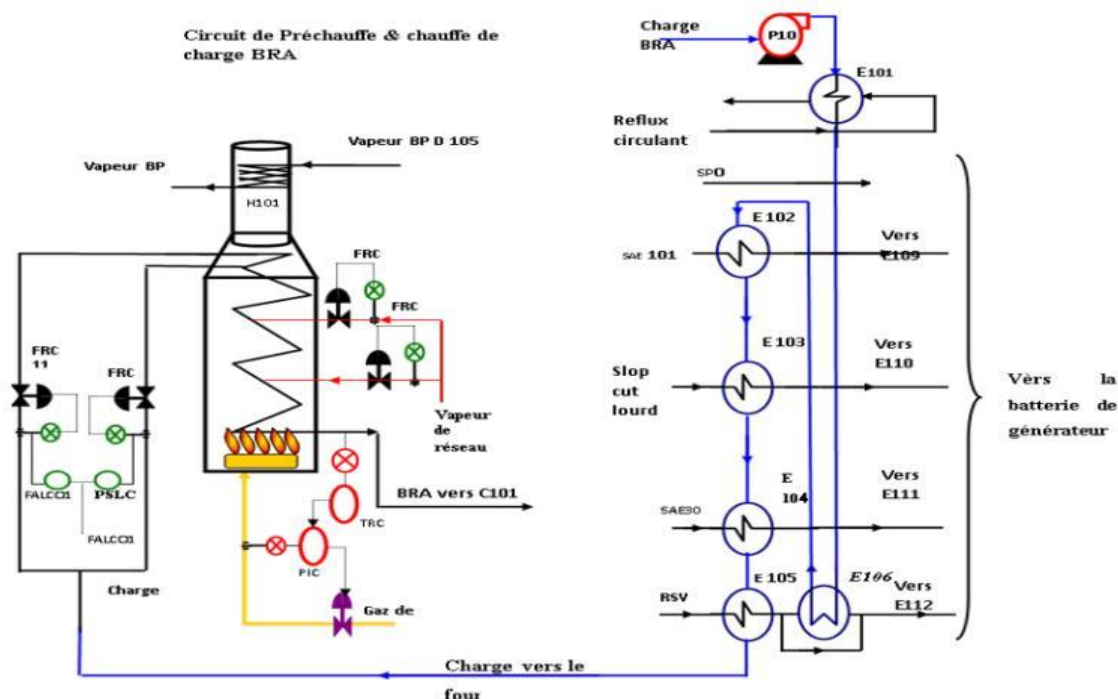 Circuit de Préchauffe & chauffe de
charge BRA
Charge
BRA
P10
E101
Reflux
circulant
Vapeur BP D 105
Vapeur BP
H101
SPO
E 102
SAE 101
Vers
E109
FRC
FRC
FRC
11
FRC
E 103
Slop
cut
lourd
Vers
E110
Vèrs la
batterie de
générateur
Vapeur
de
réseau
FALCO1
PSLC
FALCO1
BRA vers C101
TRC
PIC
E
104
SAE30
Vers
E111
Charge
Gaz de
E 105
E106
RSV
Vers
E112
Charge vers le
four